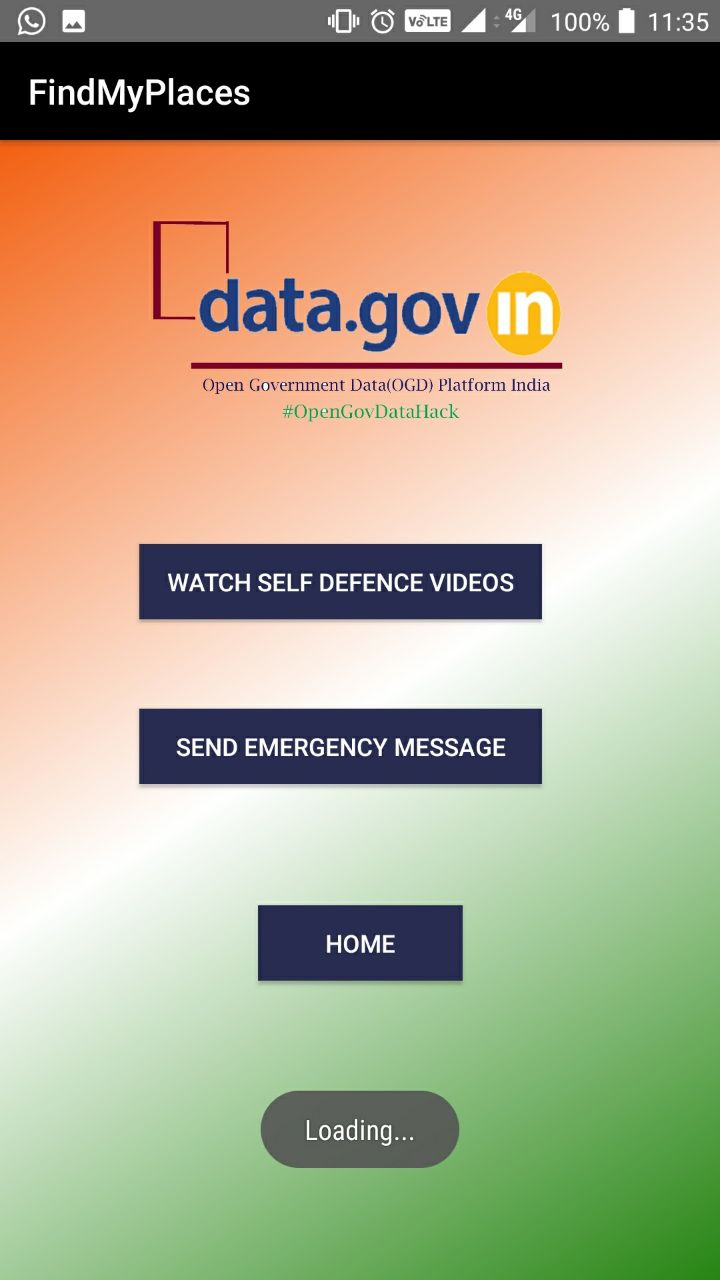 VoLTE 4G 100% 11:35
FindMyPlaces
data.gov in
Open Government Data(OGD) Platform India
#OpenGovDataHack
WATCH SELF DEFENCE VIDEOS
SEND EMERGENCY MESSAGE
HOME
Loading...